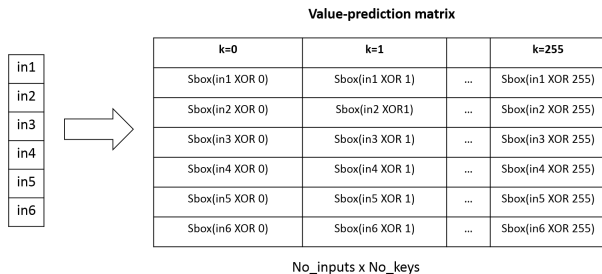 Value-prediction matrix
k=0 k=1 k=255
in1
in2
in3
in4
in5
in6
Sbox(in1 XOR 0) Sbox(in1 XOR 1) ... Sbox(in1 XOR 255)
Sbox(in2 XOR 0) Sbox(in2 XOR1) ... Sbox(in2 XOR 255)
Sbox(in3 XOR 0) Sbox(in3 XOR 1) ... Sbox(in3 XOR 255)
Sbox(in4 XOR 0) Sbox(in4 XOR 1) ... Sbox(in4 XOR 255)
Sbox(in5 XOR 0) Sbox(in5 XOR 1) ... Sbox(in5 XOR 255)
Sbox(in6 XOR 0) Sbox(in6 XOR 1) ... Sbox(in6 XOR 255)
No_inputs x No_keys